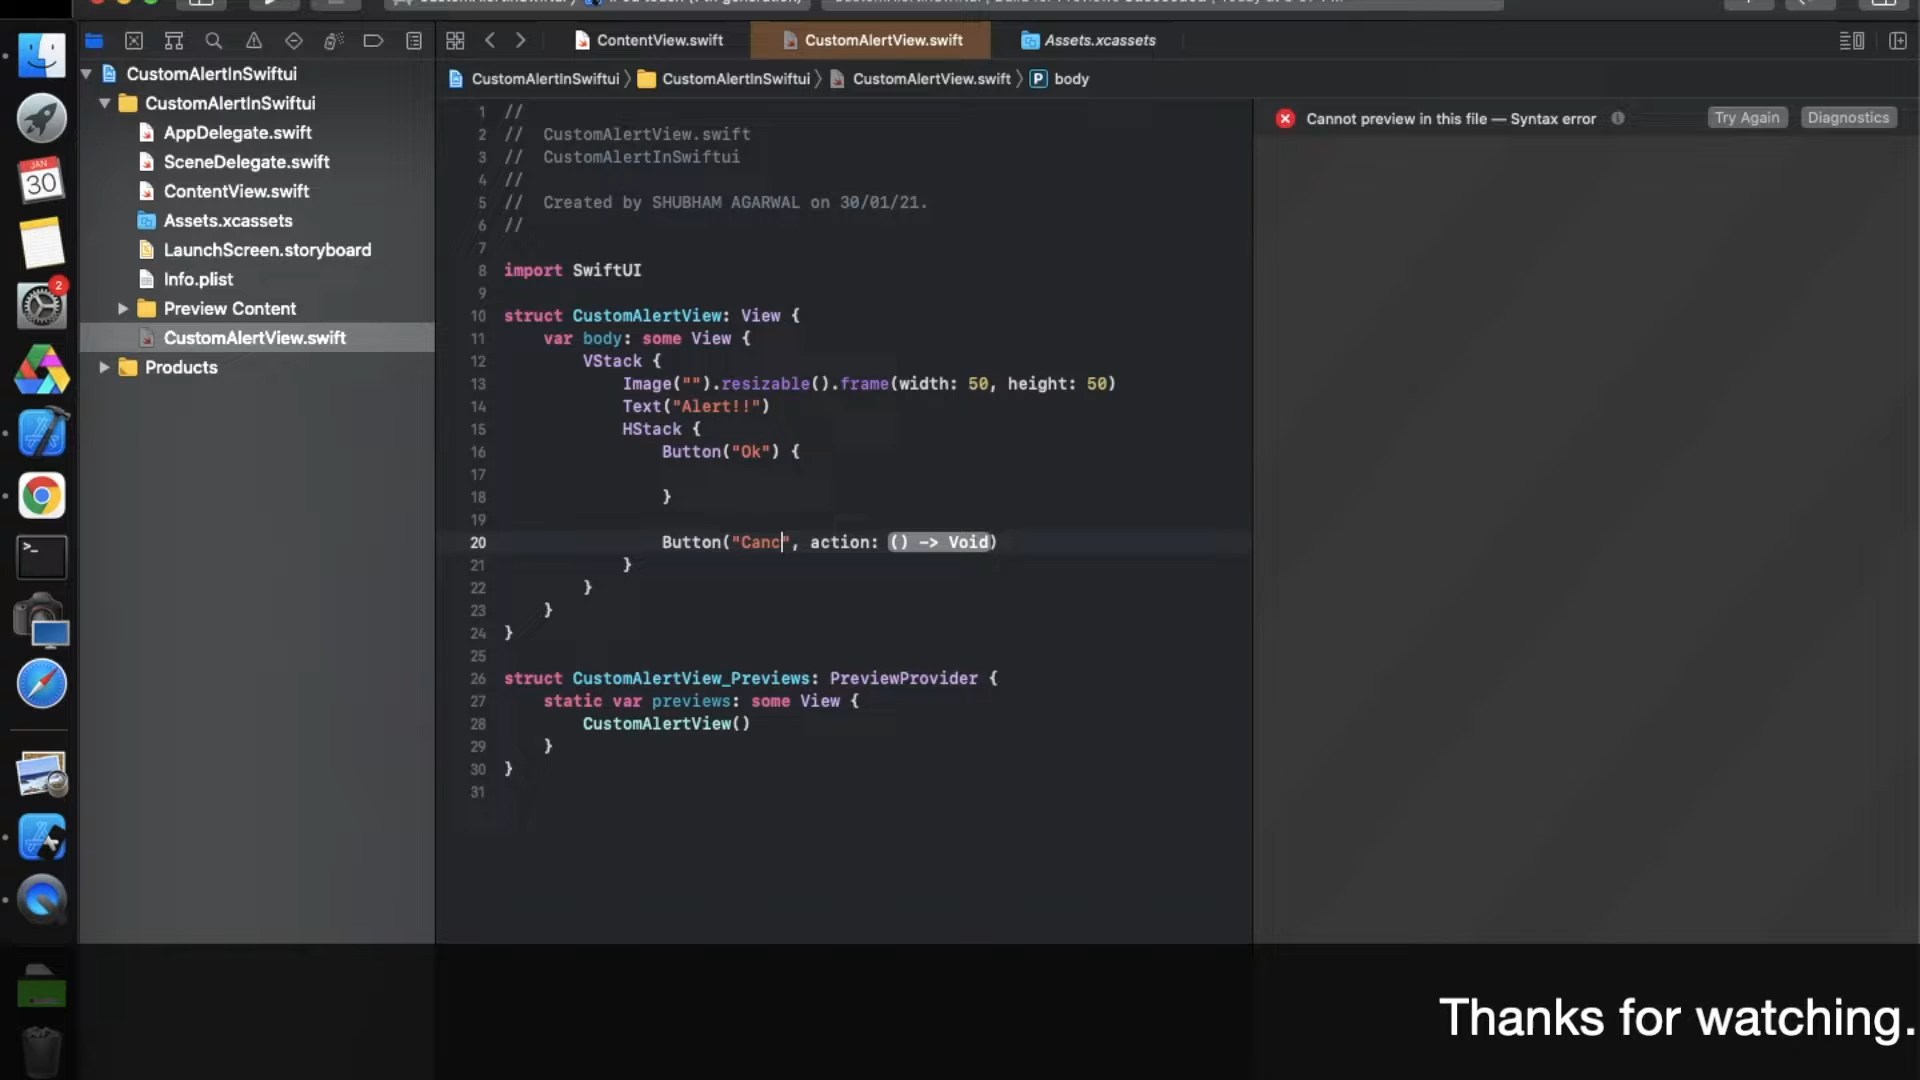 ContentView.swift
CustomAlertView.swift
Assets.xcassets
CustomAlertInSwiftui
CustomAlertInSwiftui
CustomAlertView.swift
body
CustomAlertInSwiftui
CustomAlertInSwiftui
AppDelegate.swift
SceneDelegate.swift
ContentView.swift
Assets.xcassets
LaunchScreen.storyboard
Info.plist
Preview Content
CustomAlertView.swift
Products
JAN
30
2
1 //
2 // CustomAlertView.swift
3 // CustomAlertInSwiftui
4 //
5 // Created by SHUBHAM AGARWAL on 30/01/21.
6 //
7
8 import SwiftUI
9
10 struct CustomAlertView: View {
11 var body: some View {
12 VStack {
13 Image("").resizable().frame(width: 50, height: 50)
14 Text("Alert!!")
15 HStack {
16 Button("Ok") {
17
18 }
19
20 Button("Canc", action: () -> Void)
21 }
22 }
23 }
24 }
25
26 struct CustomAlertView_Previews: PreviewProvider {
27 static var previews: some View {
28 CustomAlertView()
29 }
30 }
31
Cannot preview in this file — Syntax error
Try Again
Diagnostics
Thanks for watching.